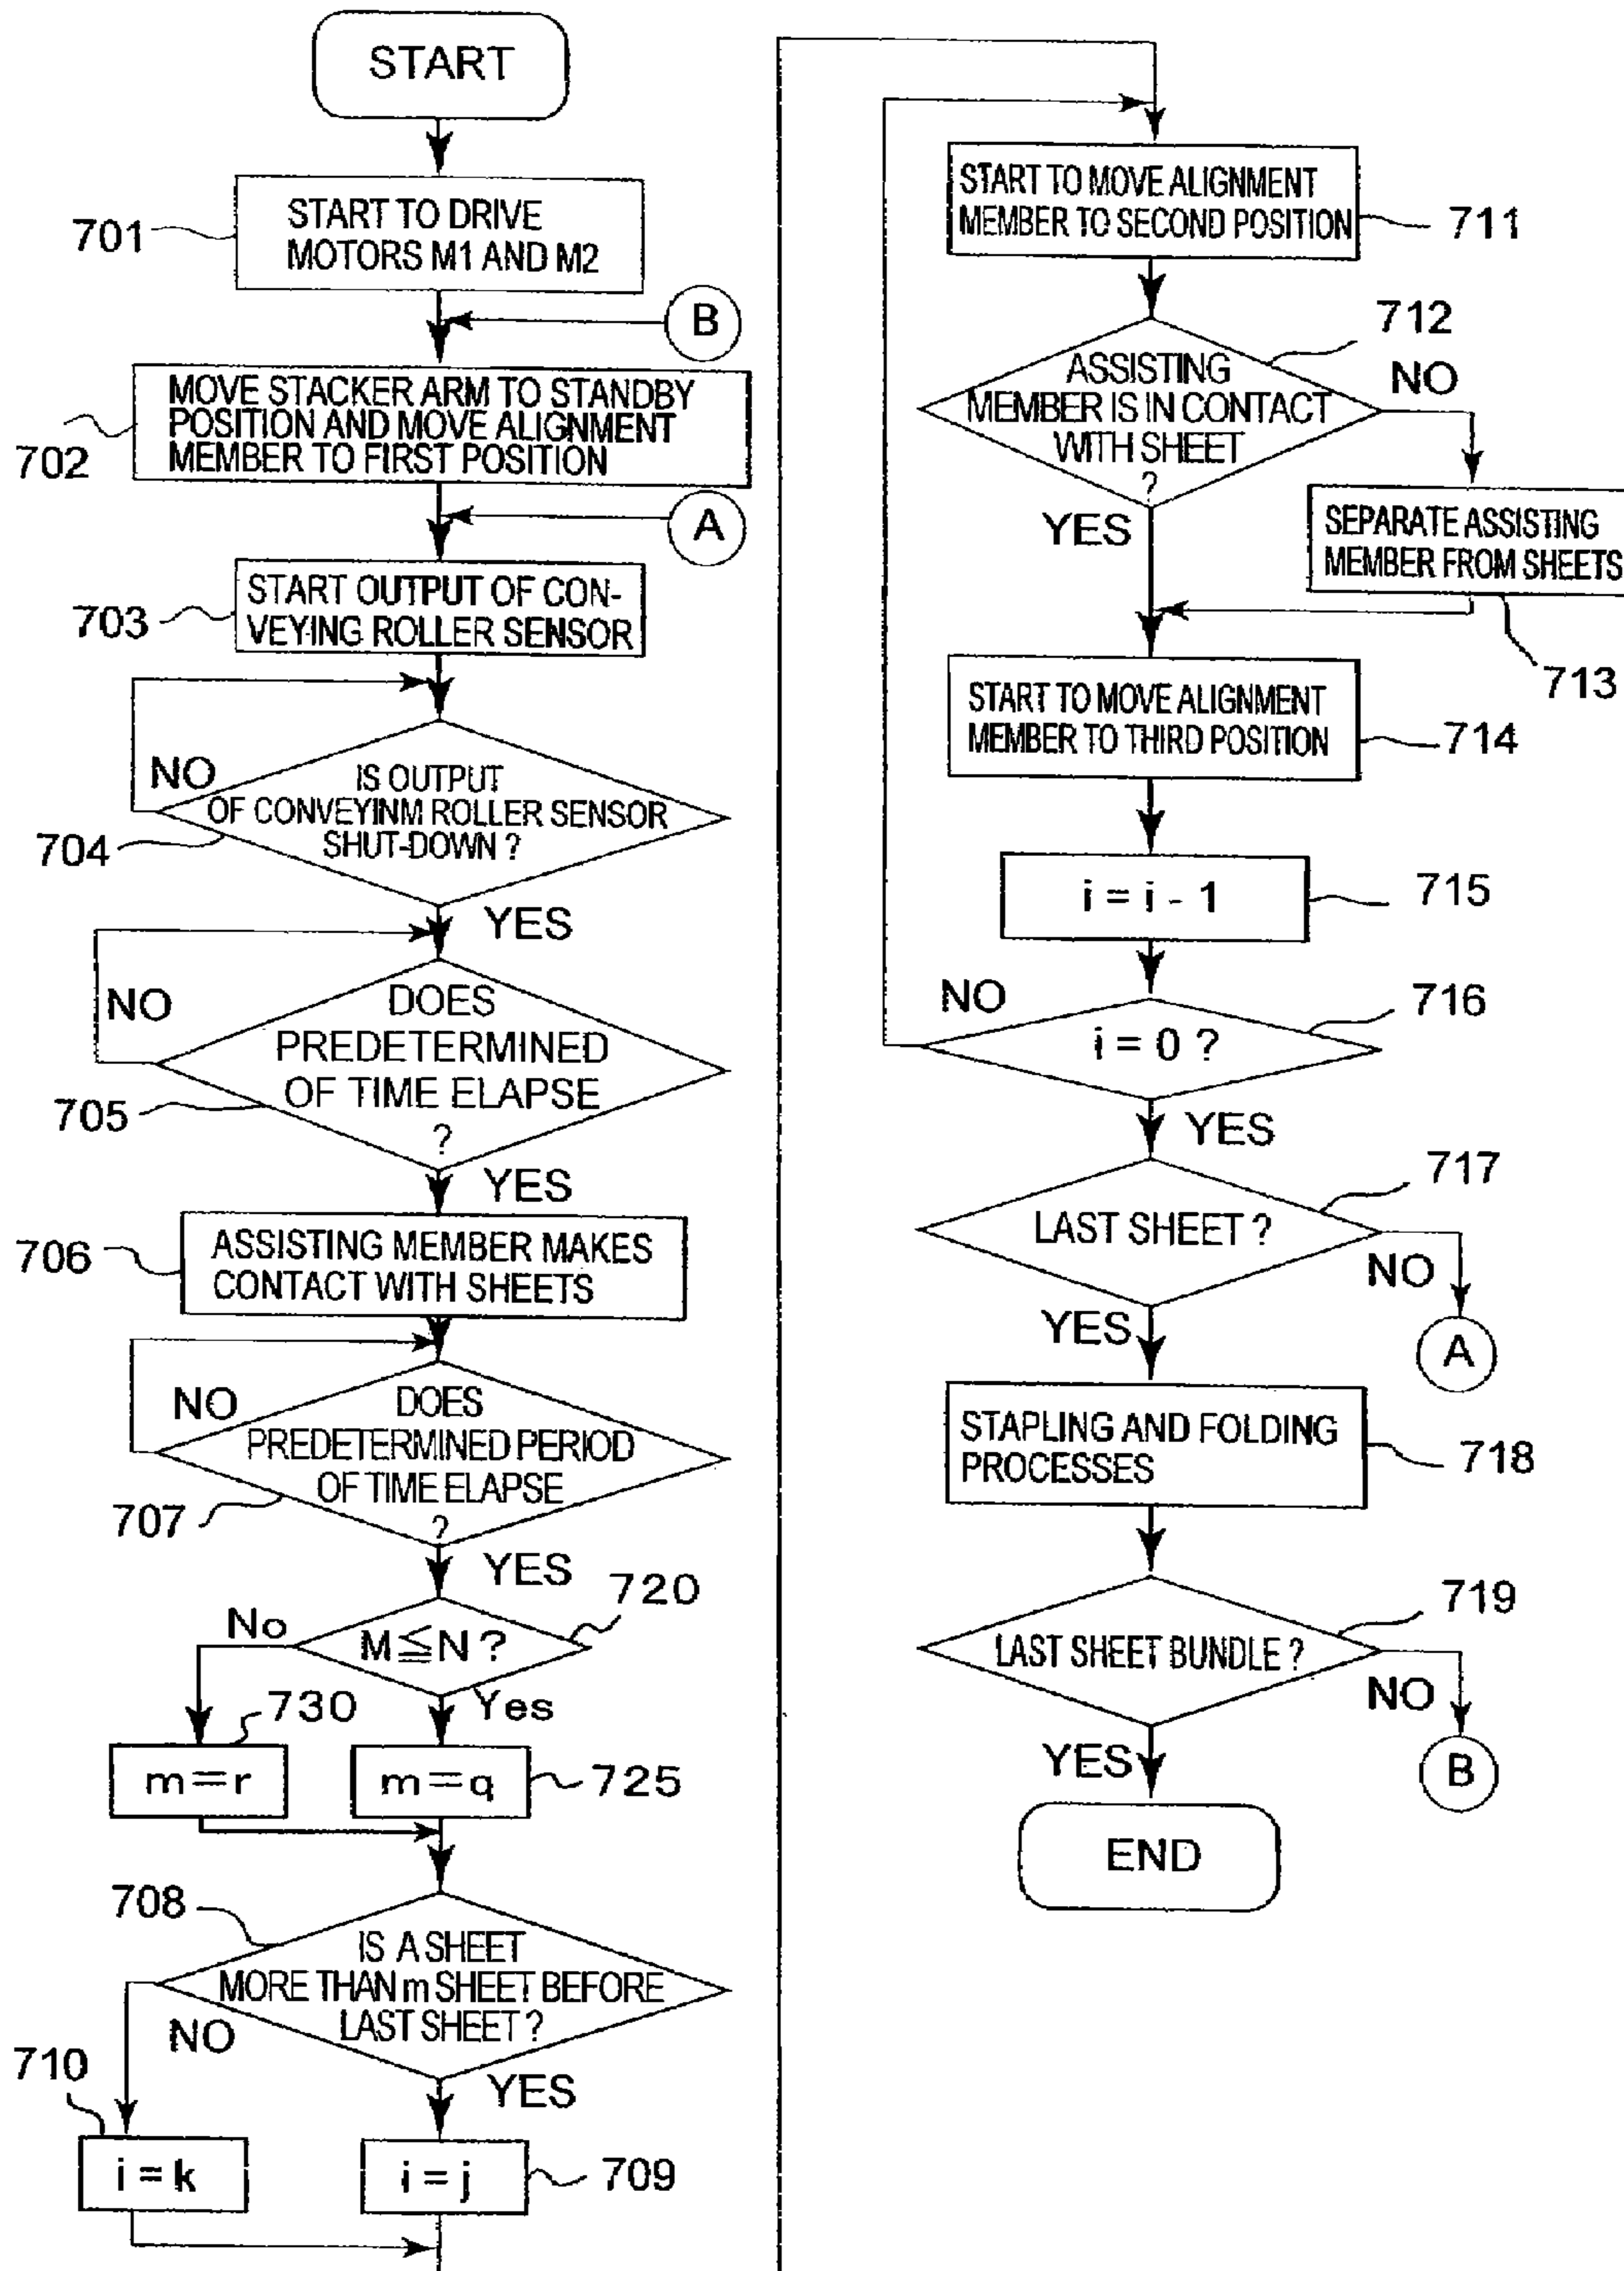 START
701
START TO DRIVE
MOTORS M1 AND M2
B
702
MOVE STACKER ARM TO STANDBY
POSITION AND MOVE ALIGNMENT
MEMBER TO FIRST POSITION
A
703
START OUTPUT OF CON-
VEYING ROLLER SENSOR
NO
704
IS OUTPUT
OF CONVEYINM ROLLER SENSOR
SHUT-DOWN ?
YES
NO
705
DOES
PREDETERMINED
OF TIME ELAPSE
?
YES
706
ASSISTING MEMBER MAKES
CONTACT WITH SHEETS
NO
707
DOES
PREDETERMINED PERIOD
OF TIME ELAPSE
?
YES
720
No
M≦N ?
Yes
730
m=r
m=q
725
708
IS A SHEET
MORE THAN m SHEET BEFORE
LAST SHEET ?
NO
YES
710
i = k
i = j
709
START TO MOVE ALIGNMENT
MEMBER TO SECOND POSITION
711
712
ASSISTING
MEMBER IS IN CONTACT
WITH SHEET
?
NO
YES
SEPARATE ASSISTING
MEMBER FROM SHEETS
713
START TO MOVE ALIGNMENT
MEMBER TO THIRD POSITION
714
i = i - 1
715
NO
716
i = 0 ?
YES
717
LAST SHEET ?
NO
YES
A
STAPLING AND FOLDING
PROCESSES
718
719
LAST SHEET BUNDLE ?
NO
YES
B
END